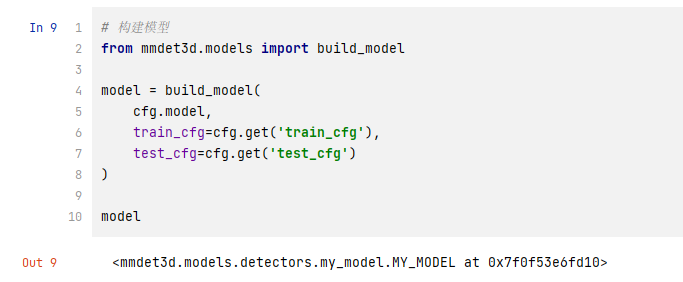 In 9 1 # 构建模型
2 from mmdet3d.models import build_model
3
4 model = build_model(
5 cfg.model,
6 train_cfg=cfg.get('train_cfg'),
7 test_cfg=cfg.get('test_cfg')
8 )
9
10 model
Out 9 <mmdet3d.models.detectors.my_model.MY_MODEL at 0x7f0f53e6fd10>